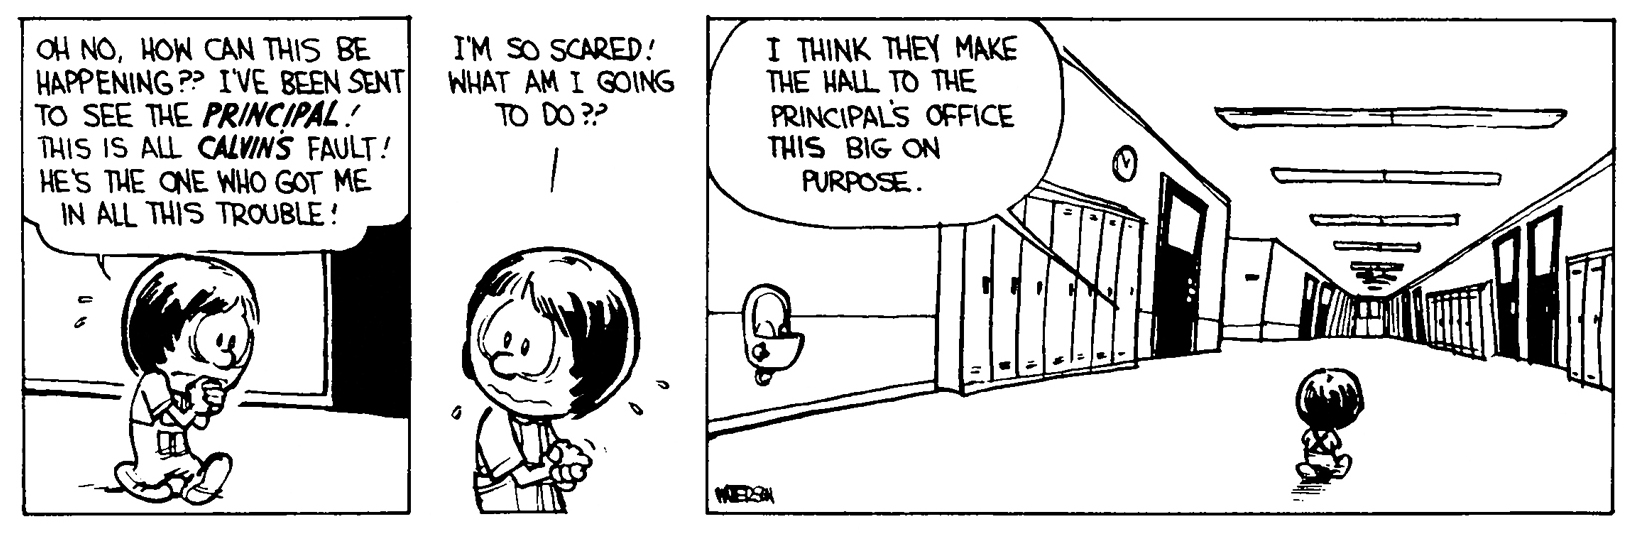 OH NO, HOW CAN THIS BE
HAPPENING?? I'VE BEEN SENT
TO SEE THE PRINCIPAL!
THIS IS ALL CALVIN'S FAULT!
HE'S THE ONE WHO GOT ME
IN ALL THIS TROUBLE!
I'M SO SCARED!
WHAT AM I GOING
TO DO??
I THINK THEY MAKE
THE HALL TO THE
PRINCIPAL'S OFFICE
THIS BIG ON
PURPOSE.
WATTERSON